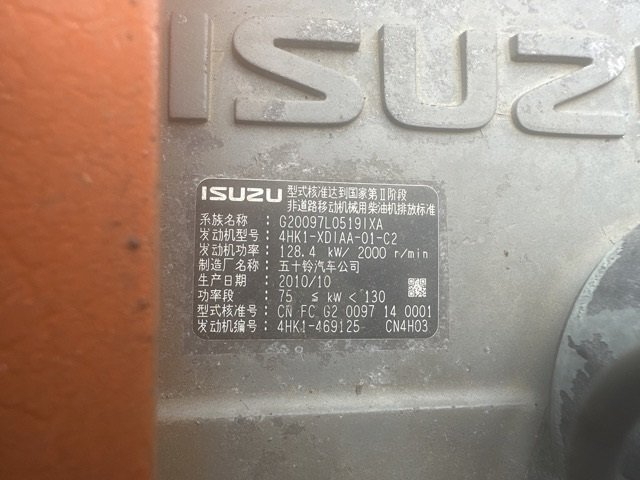 ISUZU
ISUZU 型式核准达到国家第Ⅱ阶段
非道路移动机械用柴油机排放标准
系族名称：G20097L0519IXA
发动机型号：4HK1-XDIAA-01-C2
发动机功率：128.4 kW/ 2000 r/min
制造厂名称：五十铃汽车公司
生产日期：2010/10
功率段：75 ≤ kW < 130
型式核准号：CN FC G2 0097 14 0001
发动机编号：4HK1-469125 CN4H03